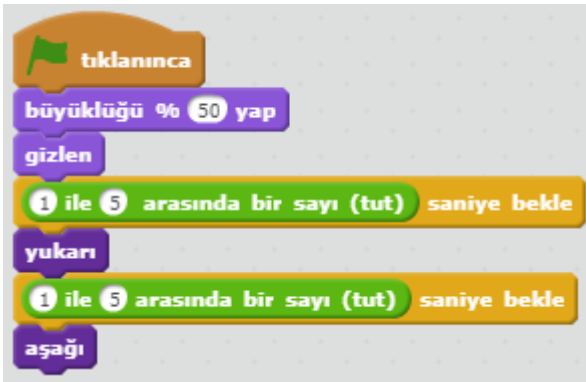 tıklanınca
büyüklüğü % 50 yap
gizlen
1 ile 5 arasında bir sayı (tut) saniye bekle
yukarı
1 ile 5 arasında bir sayı (tut) saniye bekle
aşağı